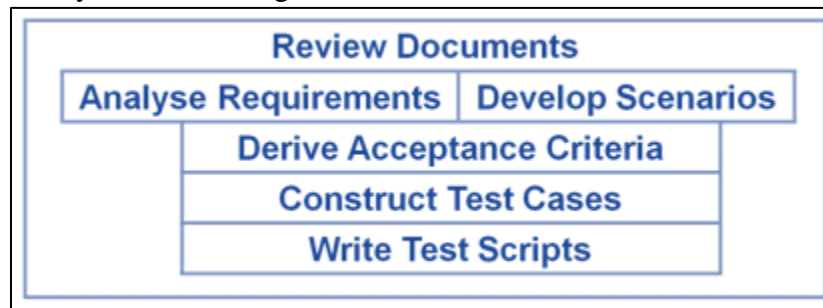 Review Documents
Analyse Requirements Develop Scenarios
Derive Acceptance Criteria
Construct Test Cases
Write Test Scripts